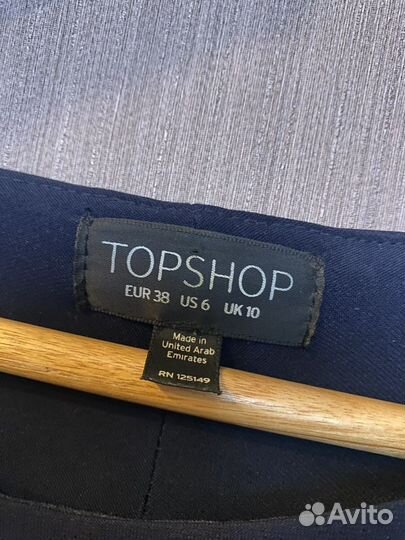 TOPSHOP
EUR 38 US 6 UK 10
Made in
United Arab
Emirates
RN 125149
Avito